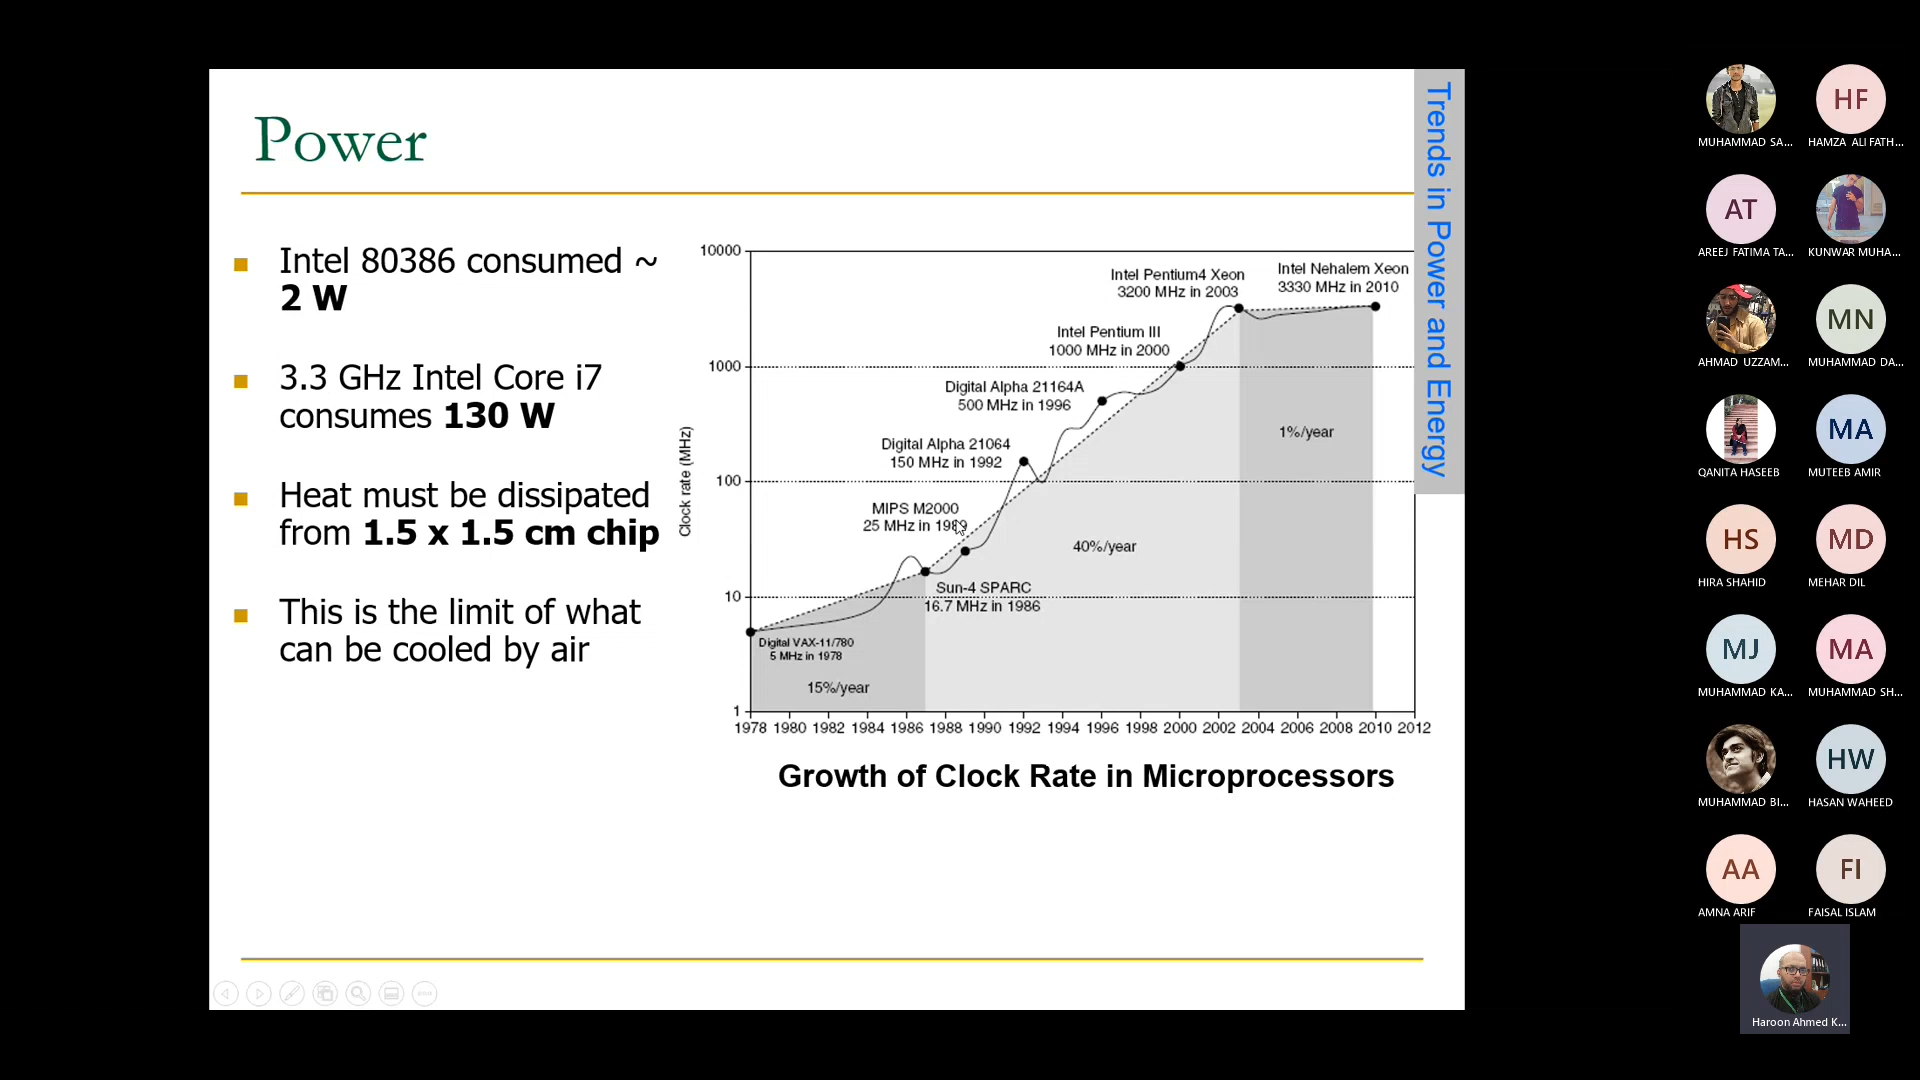 Power
Trends in Power and Energy
Intel 80386 consumed ~
2 W
3.3 GHz Intel Core i7
consumes 130 W
Heat must be dissipated
from 1.5 x 1.5 cm chip
This is the limit of what
can be cooled by air
10000
1000
100
10
1
Clock rate (MHz)
Intel Pentium4 Xeon
3200 MHz in 2003
Intel Nehalem Xeon
3330 MHz in 2010
Intel Pentium III
1000 MHz in 2000
Digital Alpha 21164A
500 MHz in 1996
Digital Alpha 21064
150 MHz in 1992
MIPS M2000
25 MHz in 1989
Sun-4 SPARC
16.7 MHz in 1986
Digital VAX-11/780
5 MHz in 1978
15%/year
40%/year
1%/year
1978 1980 1982 1984 1986 1988 1990 1992 1994 1996 1998 2000 2002 2004 2006 2008 2010 2012
Growth of Clock Rate in Microprocessors
MUHAMMAD SA...
HF
HAMZA ALI FATH...
AT
AREEJ FATIMA TA...
KUNWAR MUHA...
AHMAD UZZAM...
MN
MUHAMMAD DA...
QANITA HASEEB
MA
MUTEEB AMIR
HS
HIRA SHAHID
MD
MEHAR DIL
MJ
MUHAMMAD KA...
MA
MUHAMMAD SH...
MUHAMMAD BI...
HW
HASAN WAHEED
AA
AMNA ARIF
FI
FAISAL ISLAM
Haroon Ahmed K...